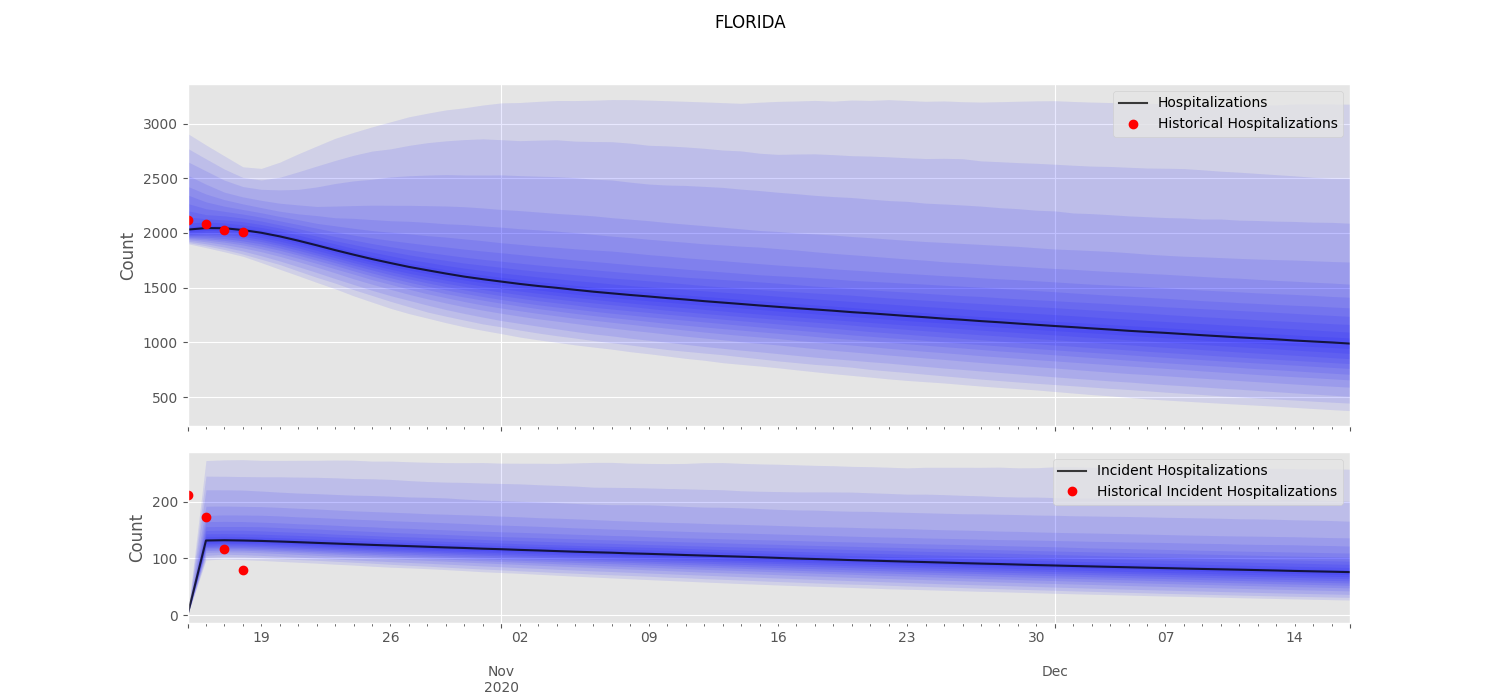 FLORIDA
Hospitalizations
Historical Hospitalizations
Count
3000
2500
2000
1500
1000
500
Incident Hospitalizations
Historical Incident Hospitalizations
Count
200
100
0
19 26 02 09 16 23 30 07 14
Nov Dec
2020